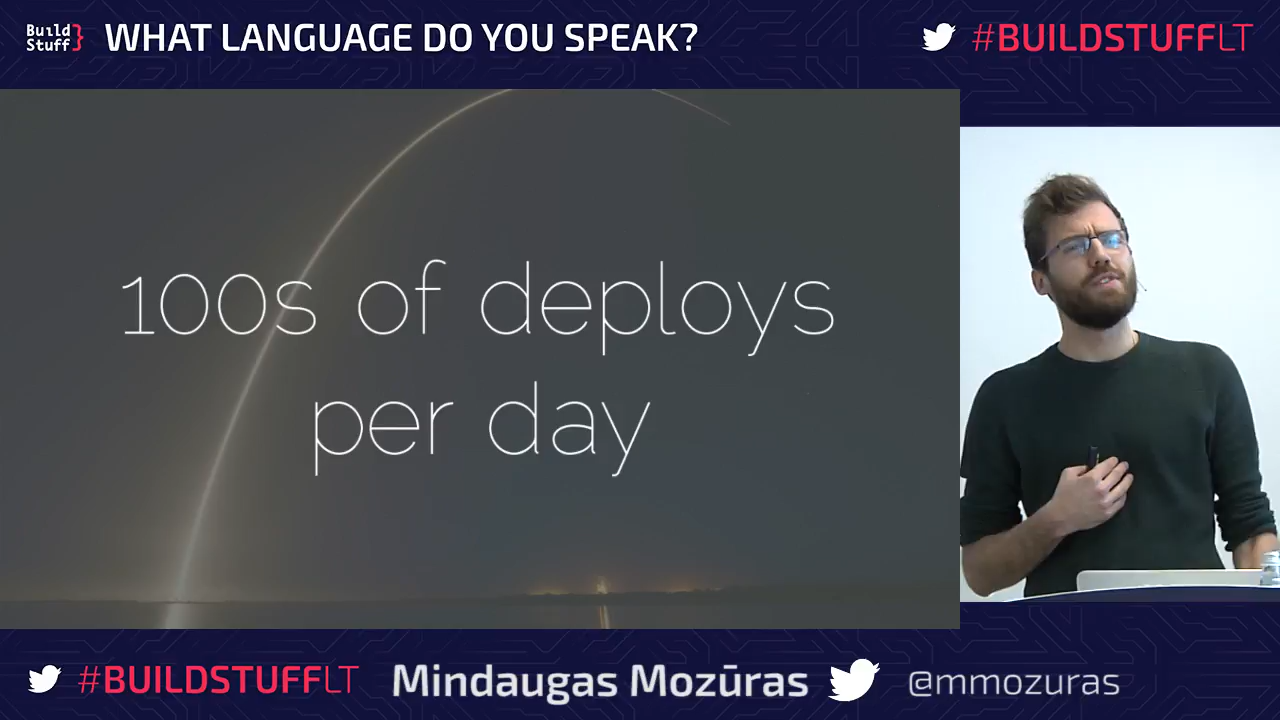 Build
Stuff}
WHAT LANGUAGE DO YOU SPEAK?
#BUILDSTUFFLT
100s of deploys
per day
#BUILDSTUFFLT
Mindaugas Mozūras
@mmozuras